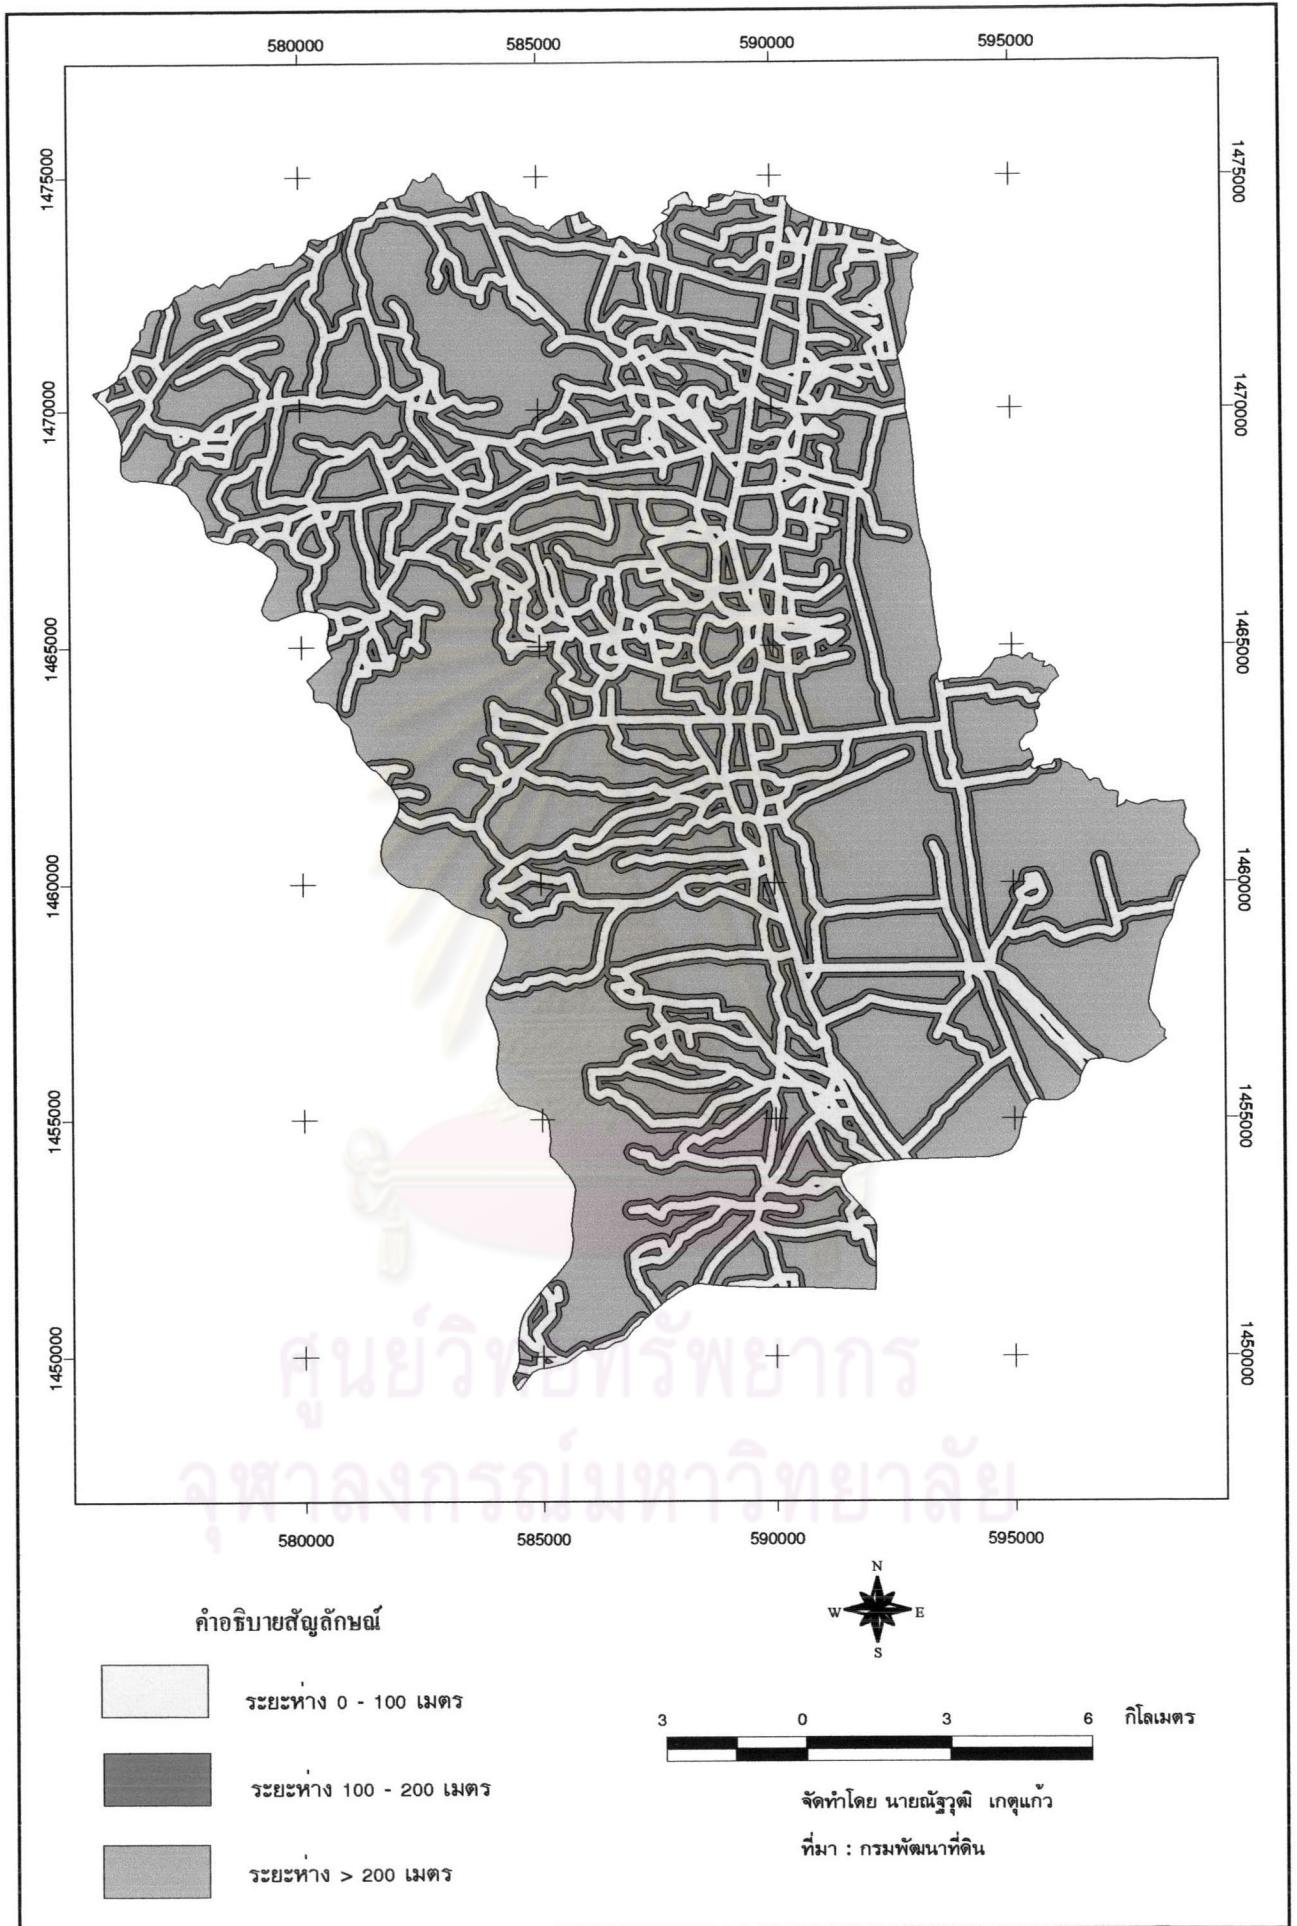 580000 585000 590000 595000
1475000 1475000
1470000 1470000
1465000 1465000
1460000 1460000
1455000 1455000
1450000 1450000
ศูนย์วิทยทรัพยากร
จุฬาลงกรณ์มหาวิทยาลัย
580000 585000 590000 595000
N
W E
S
คำอธิบายสัญลักษณ์
ระยะห่าง 0 - 100 เมตร
3 0 3 6 กิโลเมตร
ระยะห่าง 100 - 200 เมตร
จัดทำโดย นายณัฐวุฒิ เกตุแก้ว
ที่มา : กรมพัฒนาที่ดิน
ระยะห่าง > 200 เมตร